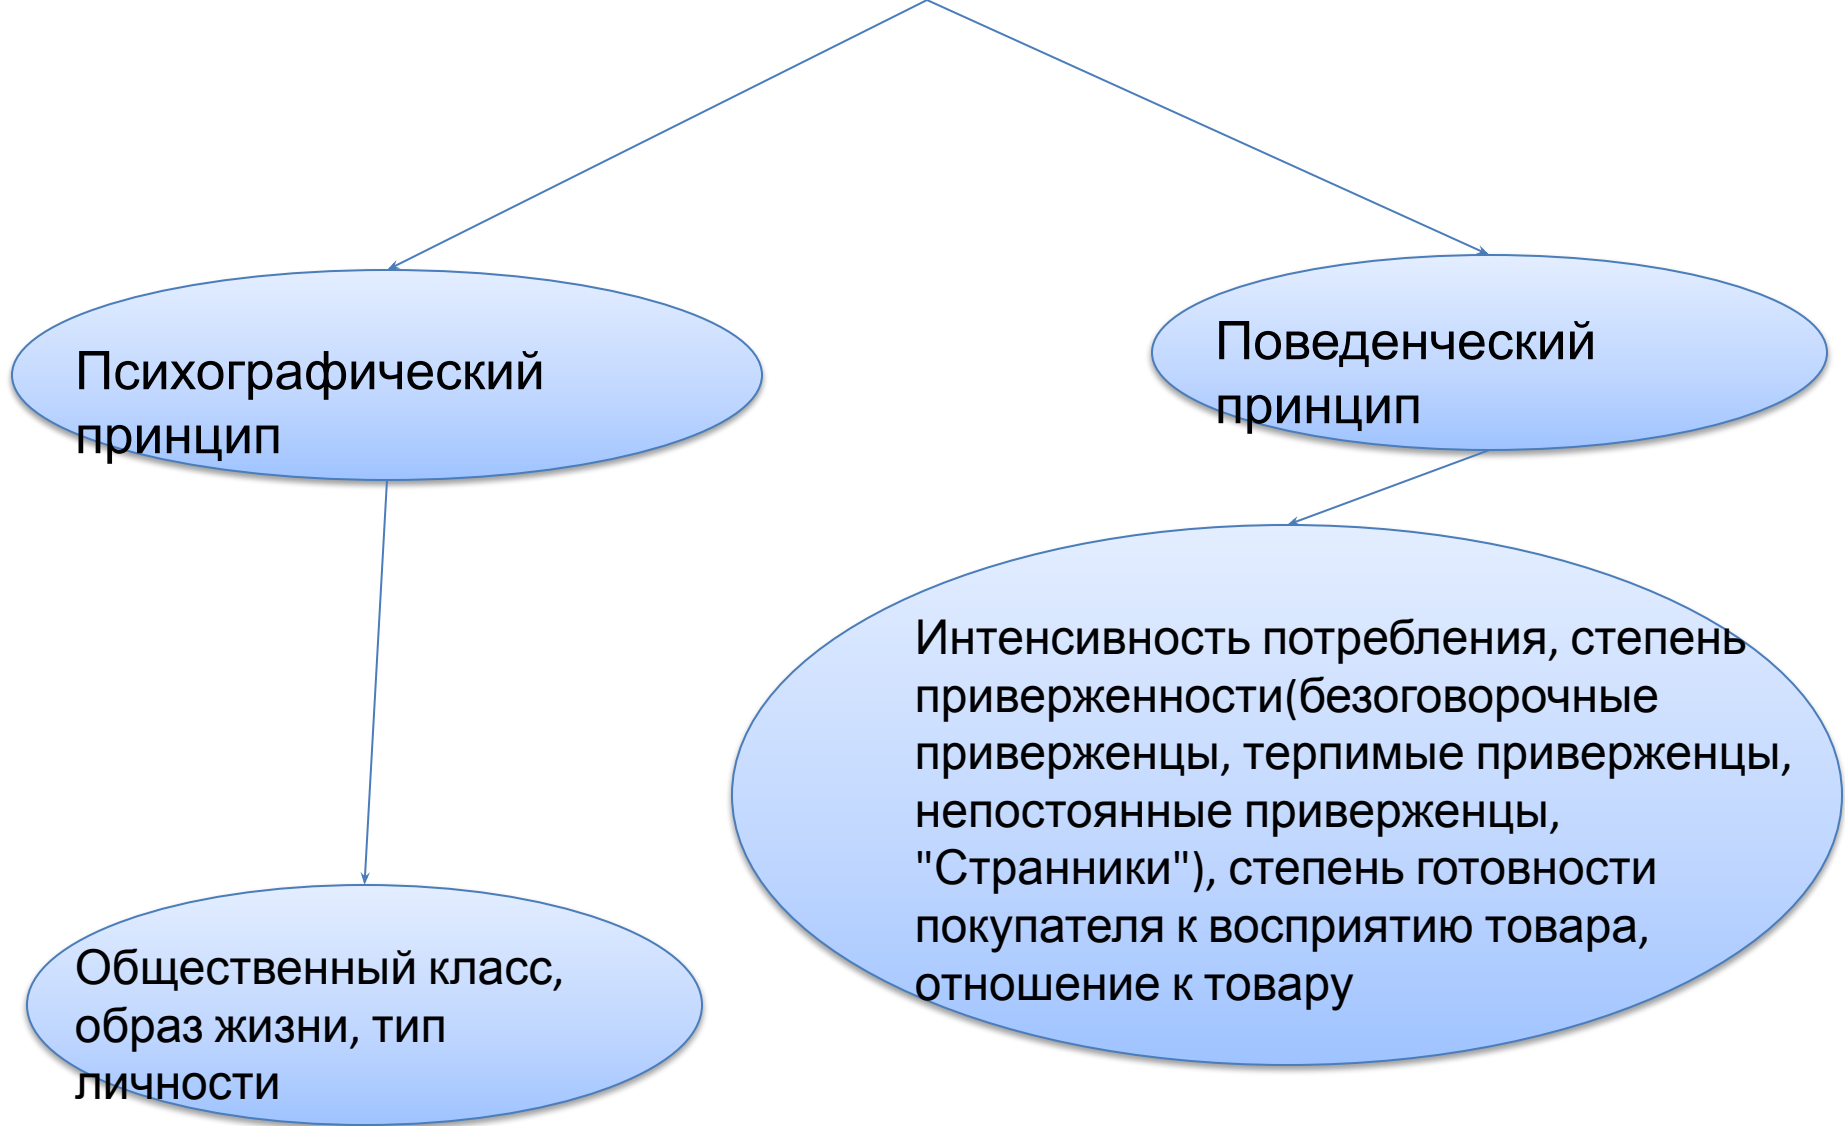 Психографический
принцип
Поведенческий
принцип
Интенсивность потребления, степень
приверженности(безоговорочные
приверженцы, терпимые приверженцы,
непостоянные приверженцы,
"Странники"), степень готовности
покупателя к восприятию товара,
отношение к товару
Общественный класс,
образ жизни, тип
личности